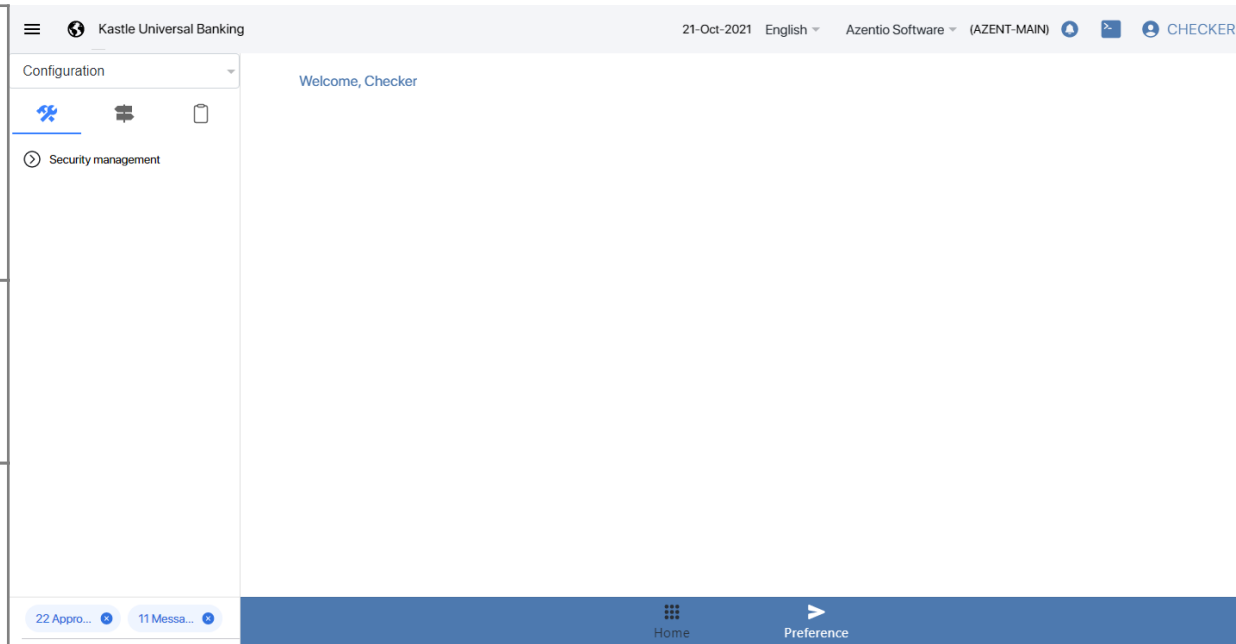 Kastle Universal Banking
21-Oct-2021 English Azentio Software (AZENT-MAIN) CHECKER
Configuration
Welcome, Checker
Security management
22 Appro... 11 Messa...
Home Preference